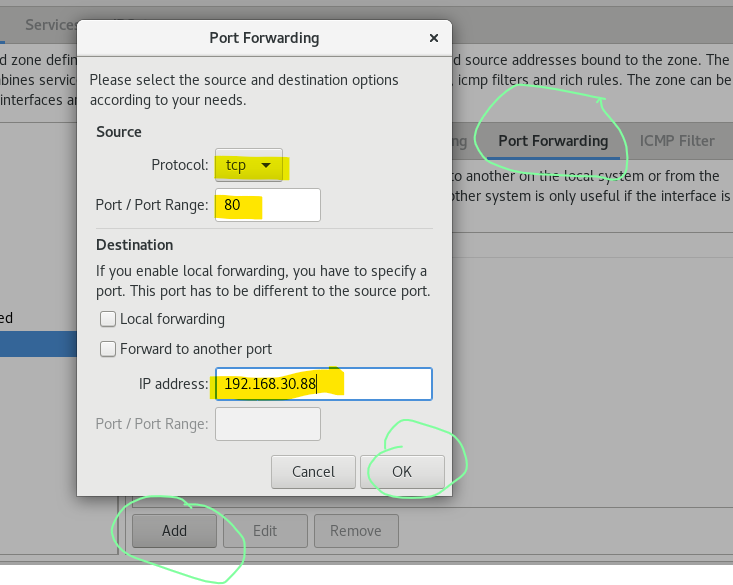 Services
Port Forwarding
d zone defin
d source addresses bound to the zone. The
bines servic
, icmp filters and rich rules. The zone can be
interfaces a
Please select the source and destination options
according to your needs.
Source
Protocol: tcp
ng Port Forwarding ICMP Filter
to another on the local system or from the
Port / Port Range: 80
other system is only useful if the interface is
Destination
If you enable local forwarding, you have to specify a
port. This port has to be different to the source port.
ed
Local forwarding
Forward to another port
IP address: 192.168.30.88
Port / Port Range:
Cancel OK
Add Edit Remove